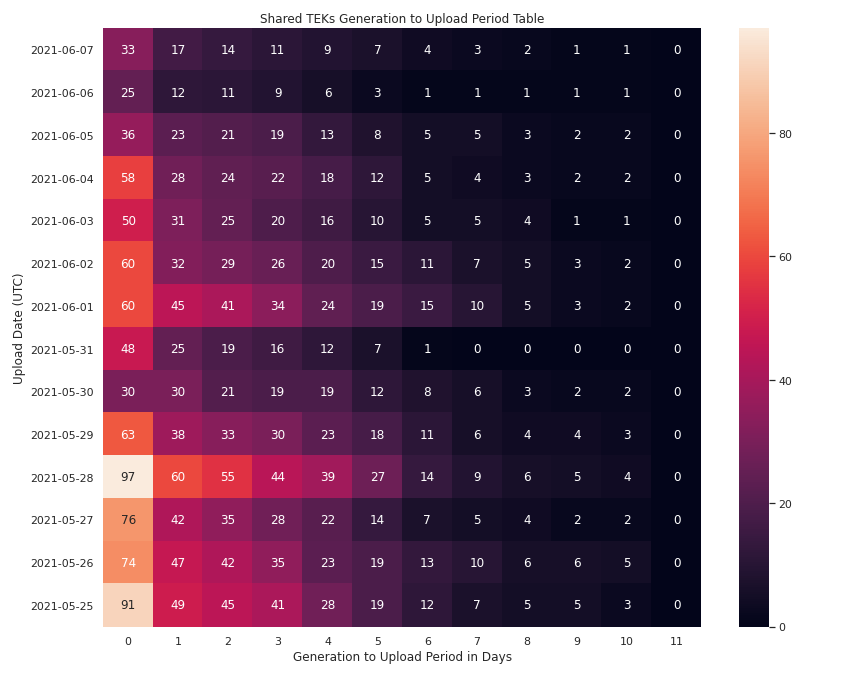 Shared TEKs Generation to Upload Period Table
Upload Date (UTC)
2021-06-07 33 17 14 11 9 7 4 3 2 1 1 0
2021-06-06 25 12 11 9 6 3 1 1 1 1 1 0
2021-06-05 36 23 21 19 13 8 5 5 3 2 2 0
2021-06-04 58 28 24 22 18 12 5 4 3 2 2 0
2021-06-03 50 31 25 20 16 10 5 5 4 1 1 0
2021-06-02 60 32 29 26 20 15 11 7 5 3 2 0
2021-06-01 60 45 41 34 24 19 15 10 5 3 2 0
2021-05-31 48 25 19 16 12 7 1 0 0 0 0 0
2021-05-30 30 30 21 19 19 12 8 6 3 2 2 0
2021-05-29 63 38 33 30 23 18 11 6 4 4 3 0
2021-05-28 97 60 55 44 39 27 14 9 6 5 4 0
2021-05-27 76 42 35 28 22 14 7 5 4 2 2 0
2021-05-26 74 47 42 35 23 19 13 10 6 6 5 0
2021-05-25 91 49 45 41 28 19 12 7 5 5 3 0
0 1 2 3 4 5 6 7 8 9 10 11
Generation to Upload Period in Days
80
60
40
20
0